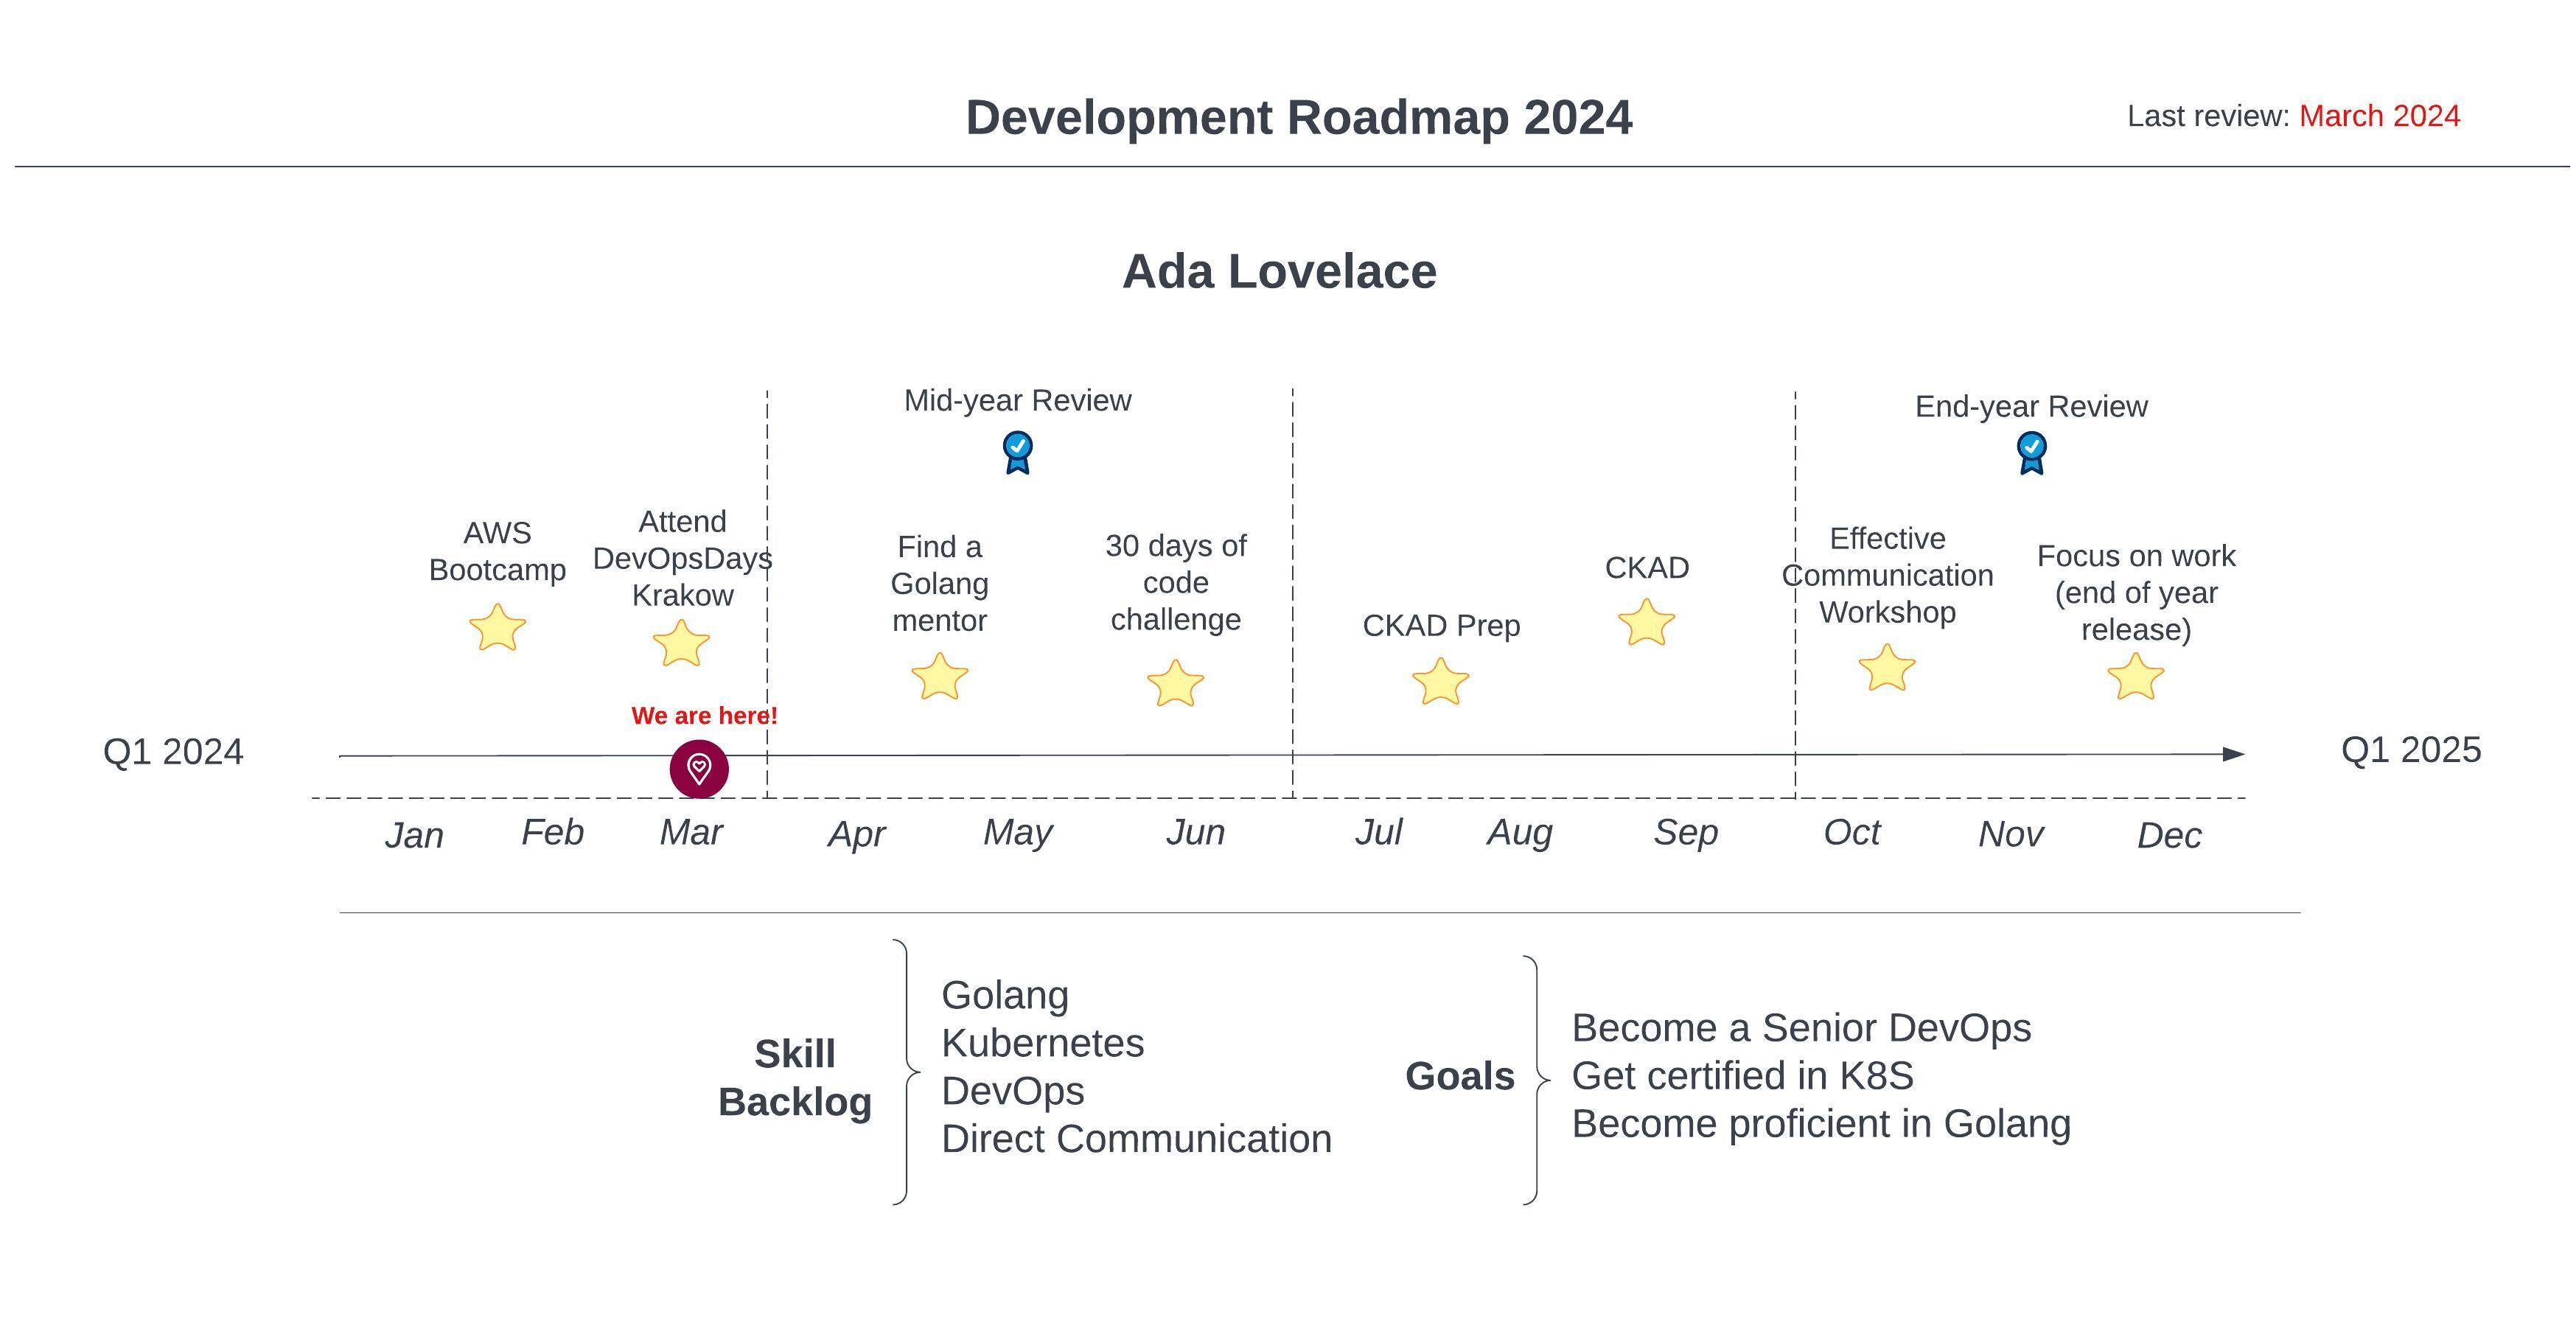 Development Roadmap 2024
Last review: March 2024
Ada Lovelace
Mid-year Review
End-year Review
AWS
Bootcamp
Attend
DevOpsDays
Krakow
Find a
Golang
mentor
30 days of
code
challenge
CKAD Prep
CKAD
Effective
Communication
Workshop
Focus on work
(end of year
release)
We are here!
Q1 2024
Q1 2025
Jan Feb Mar Apr May Jun Jul Aug Sep Oct Nov Dec
Skill
Backlog
Golang
Kubernetes
DevOps
Direct Communication
Goals
Become a Senior DevOps
Get certified in K8S
Become proficient in Golang